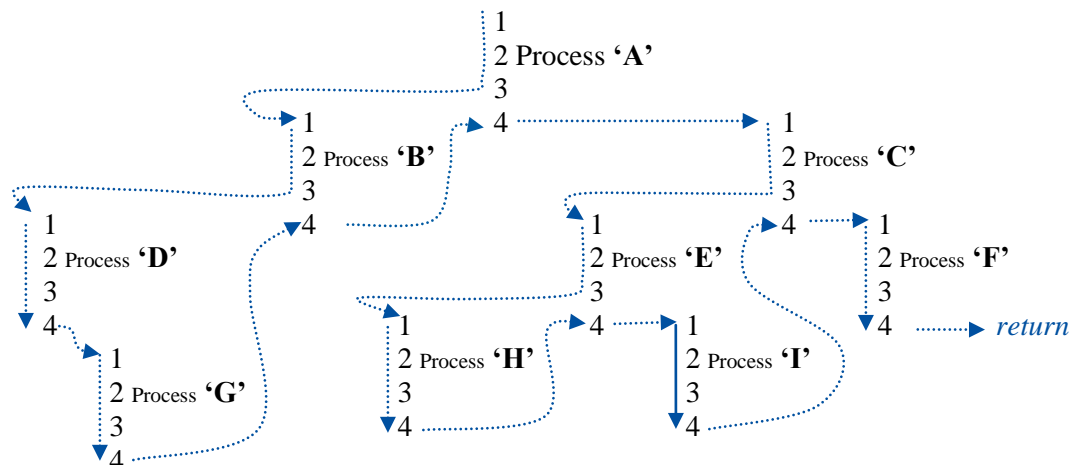 1
2 Process ‘A’
3
4
1
2 Process ‘B’
3
4
1
2 Process ‘C’
3
4
1
2 Process ‘D’
3
4
1
2 Process ‘E’
3
4
1
2 Process ‘F’
3
4
return
1
2 Process ‘G’
3
4
1
2 Process ‘H’
3
4
1
2 Process ‘I’
3
4